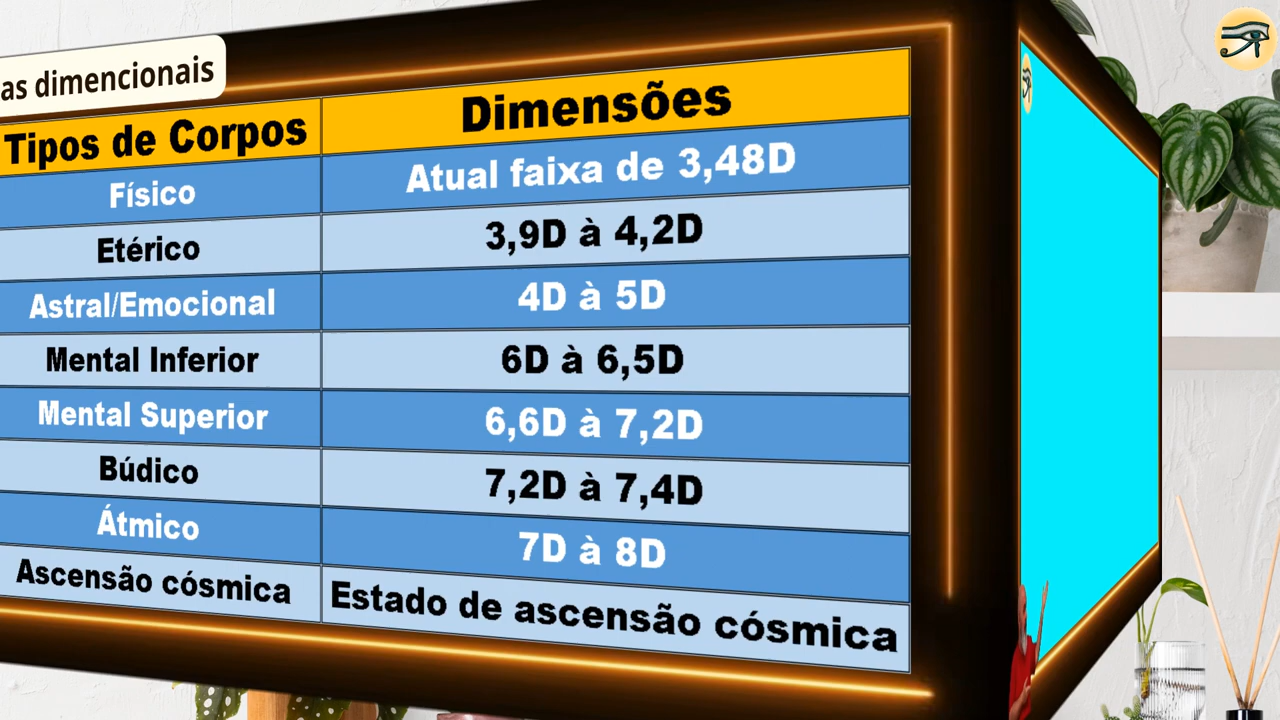 as dimencionais
Tipos de Corpos Dimensões
Físico Atual faixa de 3,48D
Etérico 3,9D à 4,2D
Astral/Emocional 4D à 5D
Mental Inferior 6D à 6,5D
Mental Superior 6,6D à 7,2D
Búdico 7,2D à 7,4D
Átmico 7D à 8D
Ascensão cósmica Estado de ascensão cósmica